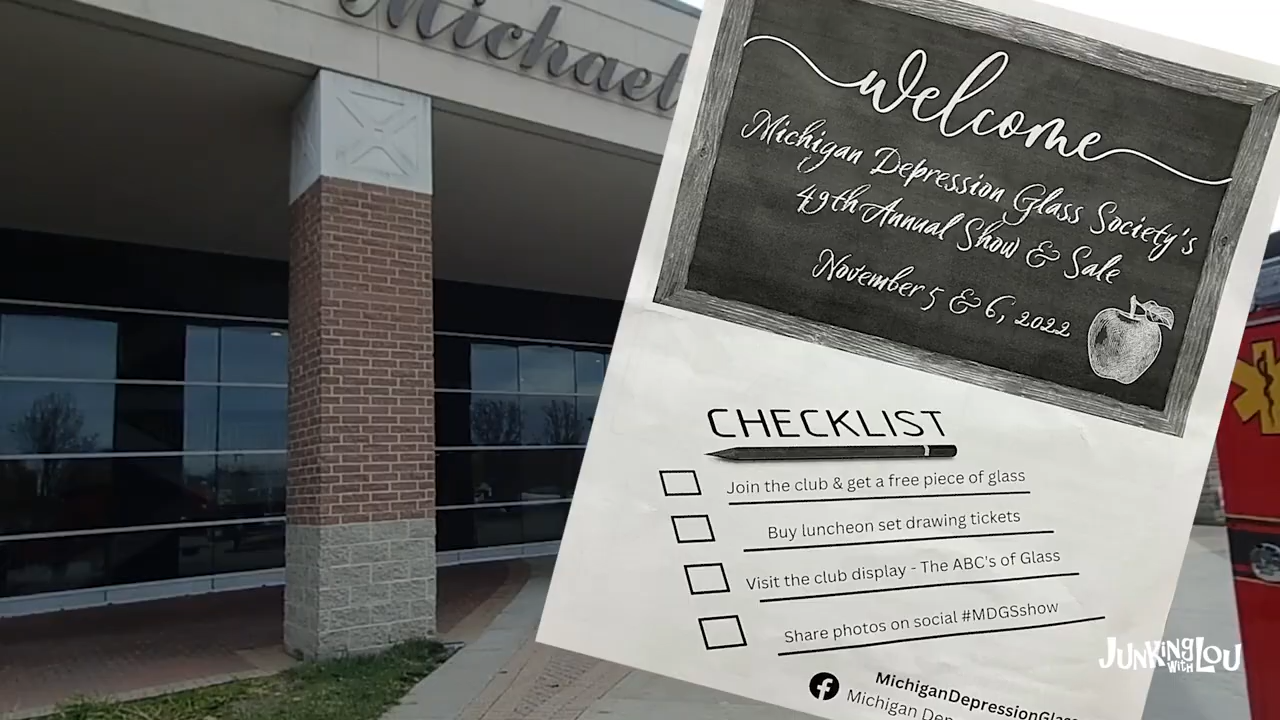 Michael
welcome
Michigan Depression Glass Society's
49th Annual Show & Sale
November 5 & 6, 2022
CHECKLIST
Join the club & get a free piece of glass
Buy luncheon set drawing tickets
Visit the club display - The ABC's of Glass
Share photos on social #MDGSshow
MichiganDepressionGlas
Michigan Dep
JUNKING WITH LOU